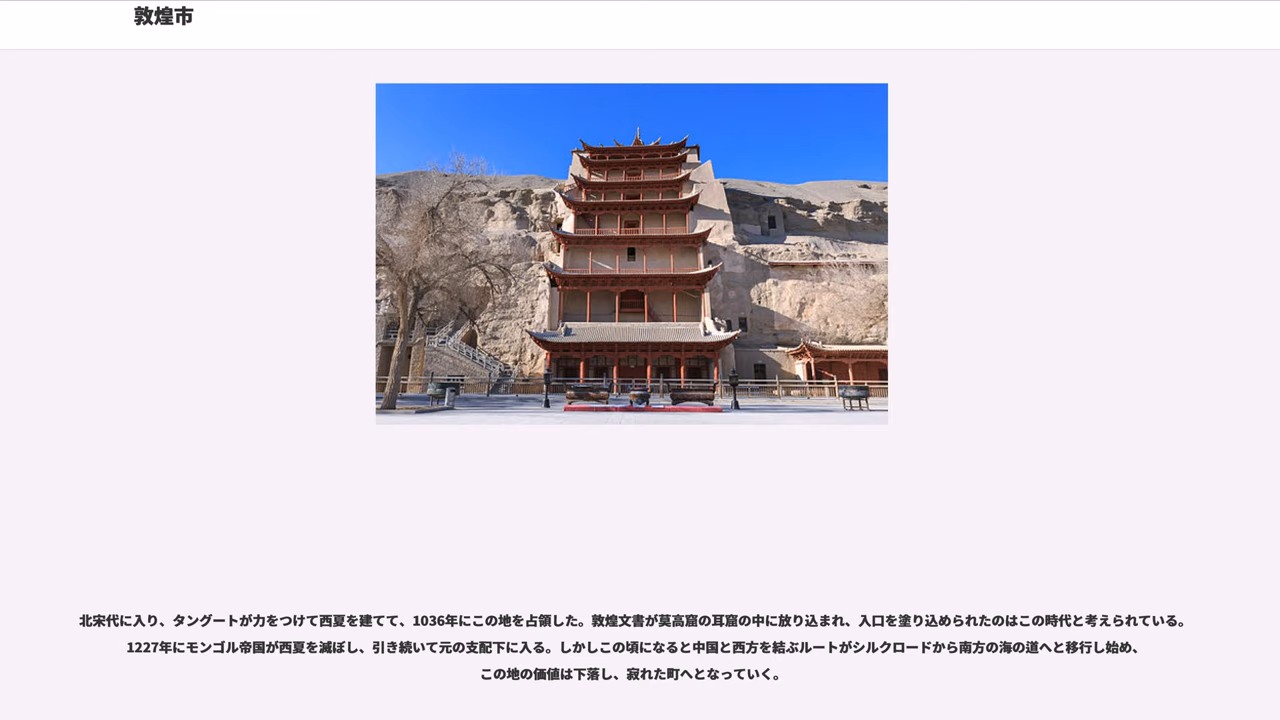 敦煌市
北宋代に入り、タングートが力をつけて西夏を建てて、1036年にこの地を占領した。敦煌文書が莫高窟の耳窟の中に放り込まれ、入口を塗り込められたのはこの時代と考えられている。
1227年にモンゴル帝国が西夏を滅ぼし、引き続いて元の支配下に入る。しかしこの頃になると中国と西方を結ぶルートがシルクロードから南方の海の道へと移行し始め、
この地の価値は下落し、寂れた町へとなっていく。